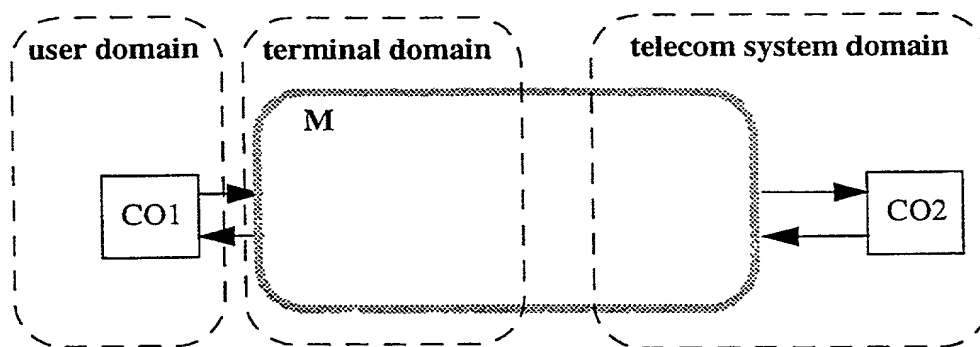 user domain
terminal domain
telecom system domain
M
CO1
CO2